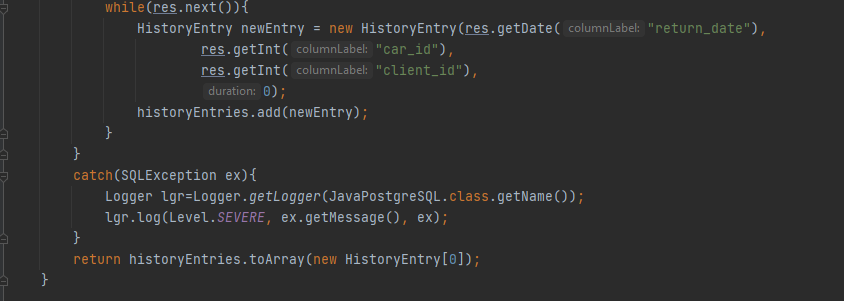 while(res.next()){
HistoryEntry newEntry = new HistoryEntry(res.getDate( columnLabel: "return_date"),
res.getInt( columnLabel: "car_id"),
res.getInt( columnLabel: "client_id"),
duration: 0);
historyEntries.add(newEntry);
}
}
catch(SQLException ex){
Logger lgr=Logger.getLogger(JavaPostgreSQL.class.getName());
lgr.log(Level.SEVERE, ex.getMessage(), ex);
}
return historyEntries.toArray(new HistoryEntry[0]);
}